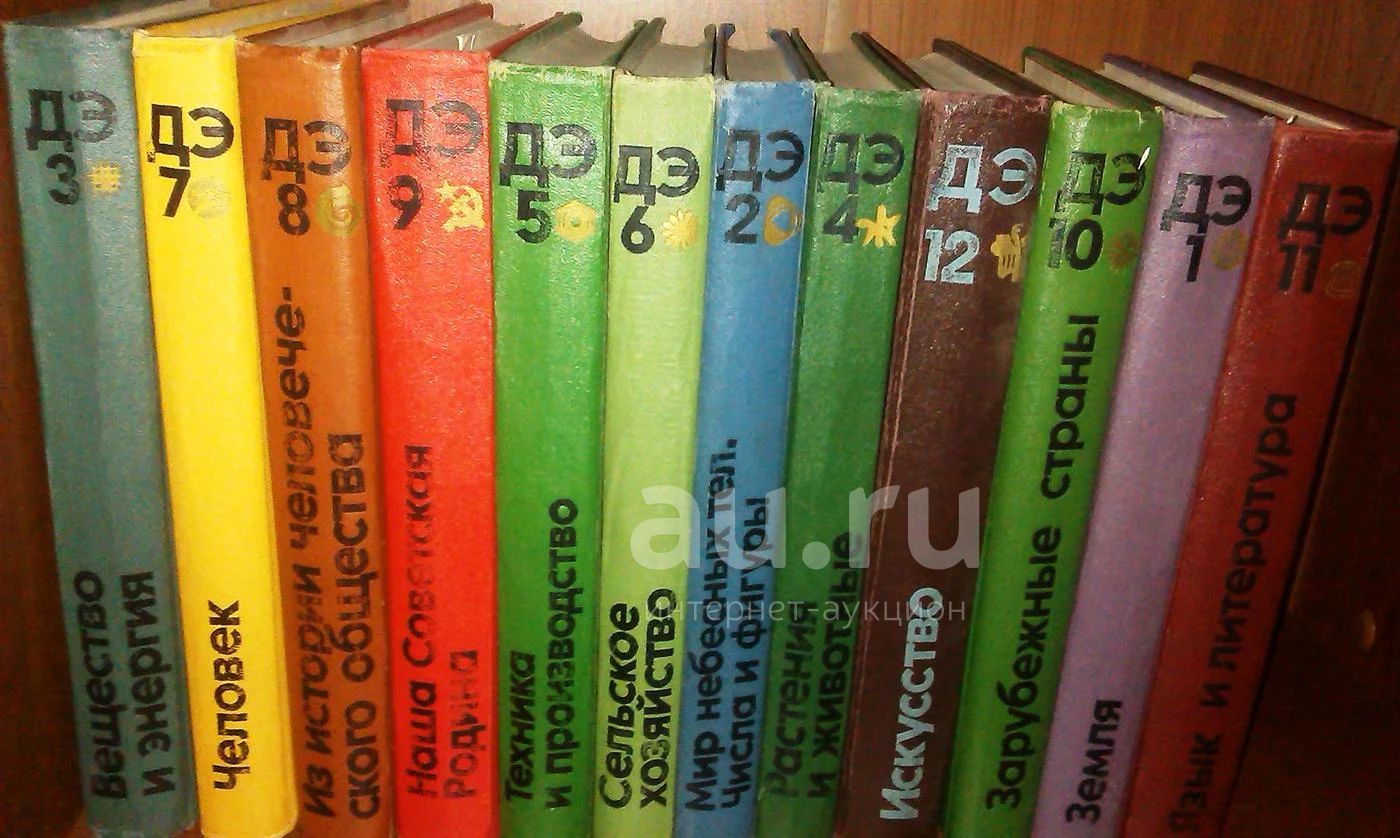 ДЭ
3
Вещество
и энергия
ДЭ
7
Человек
ДЭ
8
Из истории человече-
ского общества
ДЭ
9
Наша Советская
Родина
ДЭ
5
Техника
и производство
ДЭ
6
Сельское
хозяйство
ДЭ
2
Мир небесных тел.
Числа и фигуры
ДЭ
4
Растения
и животные
ДЭ
12
Искусство
ДЭ
10
Зарубежные страны
ДЭ
1
Земля
ДЭ
11
Язык и литература
au.ru
интернет-аукцион